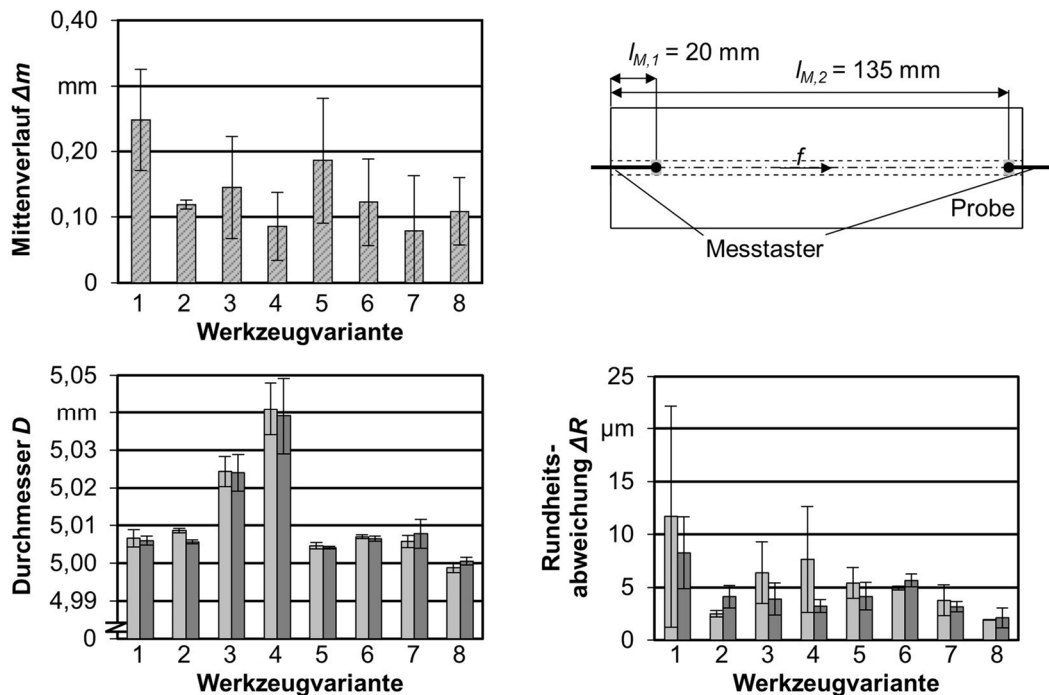 Mittenverlauf Δm
0,40
mm
0,20
0,10
0
1 2 3 4 5 6 7 8
Werkzeugvariante
l_M,1 = 20 mm
l_M,2 = 135 mm
f
Probe
Messtaster
Durchmesser D
5,05
mm
5,03
5,02
5,01
5,00
4,99
0
1 2 3 4 5 6 7 8
Werkzeugvariante
Rundheits-
abweichung ΔR
25
µm
15
10
5
0
1 2 3 4 5 6 7 8
Werkzeugvariante